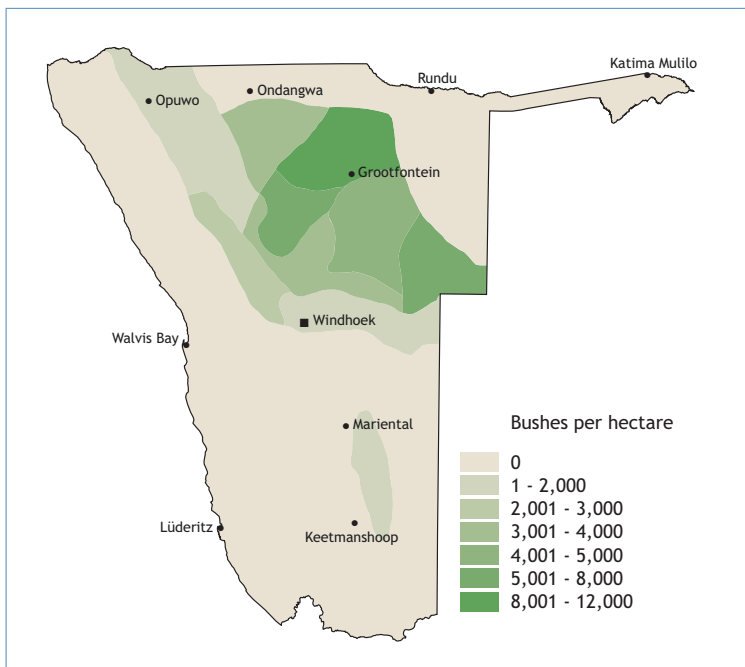 Katima Mulilo
Rundu
Ondangwa
Opuwo
Grootfontein
Windhoek
Walvis Bay
Mariental
Lüderitz
Keetmanshoop
Bushes per hectare
0
1 - 2,000
2,001 - 3,000
3,001 - 4,000
4,001 - 5,000
5,001 - 8,000
8,001 - 12,000